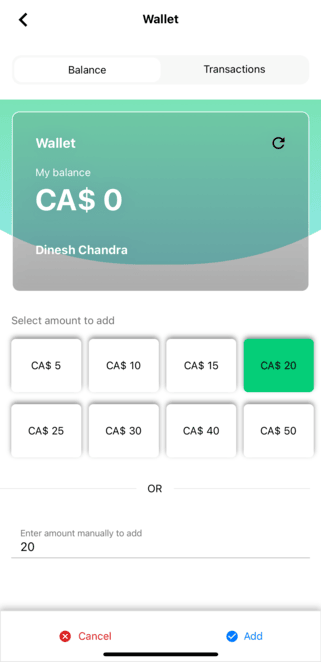 Wallet
Balance
Transactions
Wallet
My balance
CA$ 0
Dinesh Chandra
Select amount to add
CA$ 5
CA$ 10
CA$ 15
CA$ 20
CA$ 25
CA$ 30
CA$ 40
CA$ 50
OR
Enter amount manually to add
20
Cancel
Add